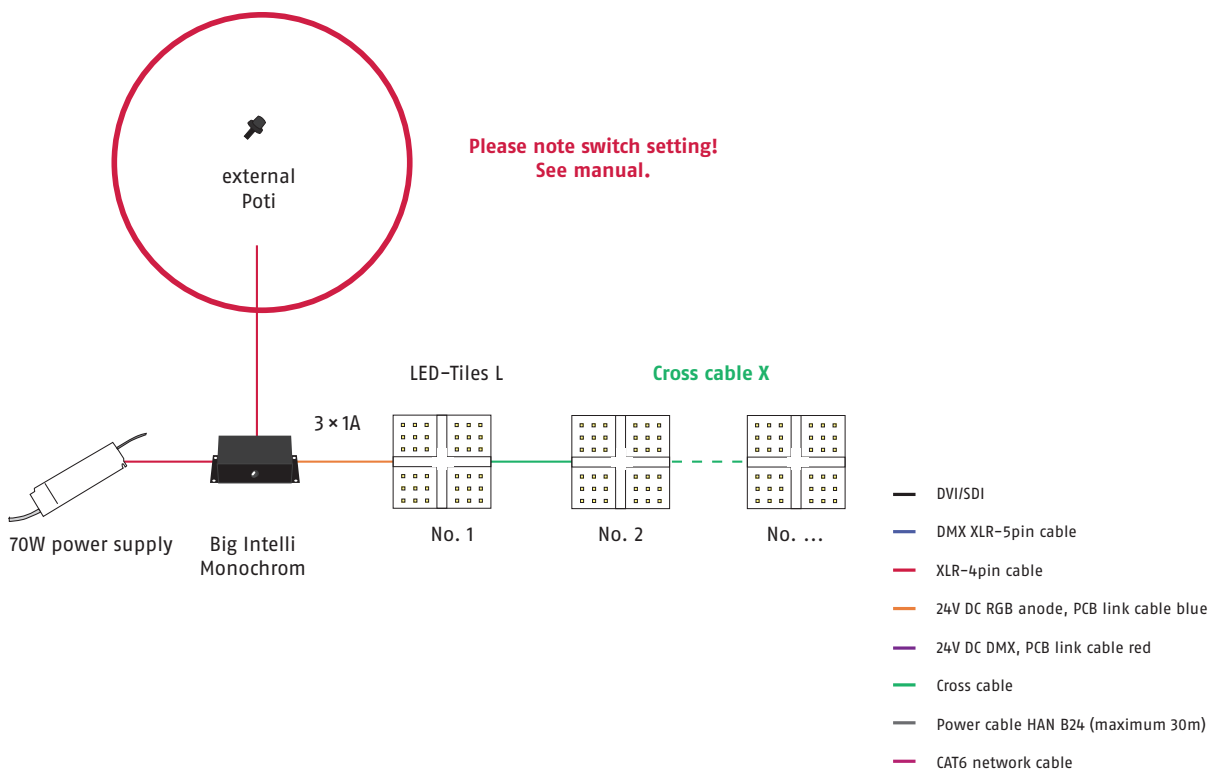 external
Poti
Please note switch setting!
See manual.
LED-Tiles L
Cross cable X
3 × 1A
70W power supply
Big Intelli
Monochrom
No. 1
No. 2
No. ...
DVI/SDI
DMX XLR-5pin cable
XLR-4pin cable
24V DC RGB anode, PCB link cable blue
24V DC DMX, PCB link cable red
Cross cable
Power cable HAN B24 (maximum 30m)
CAT6 network cable